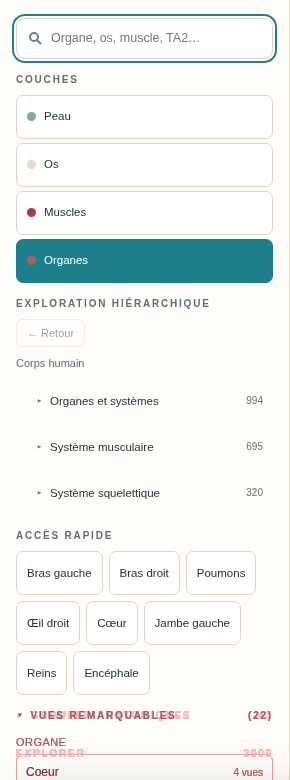 Organe, os, muscle, TA2…
COUCHES
Peau
Os
Muscles
Organes
EXPLORATION HIÉRARCHIQUE
← Retour
Corps humain
▸ Organes et systèmes 994
▸ Système musculaire 695
▸ Système squelettique 320
ACCÈS RAPIDE
Bras gauche Bras droit Poumons
Œil droit Cœur Jambe gauche
Reins Encéphale
VUES REMARQUABLES (22)
ORGANE
EXPLORER
Coeur 4 vues